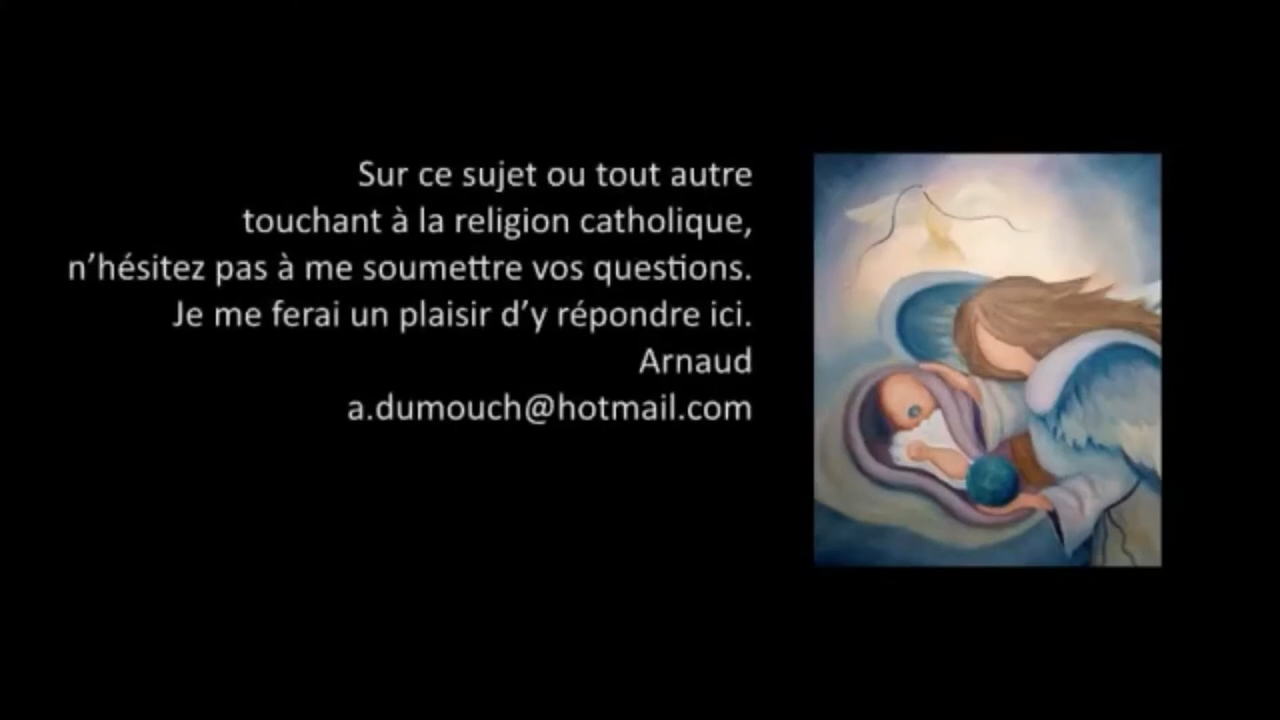 Sur ce sujet ou tout autre
touchant à la religion catholique,
n’hésitez pas à me soumettre vos questions.
Je me ferai un plaisir d’y répondre ici.
Arnaud
a.dumouch@hotmail.com